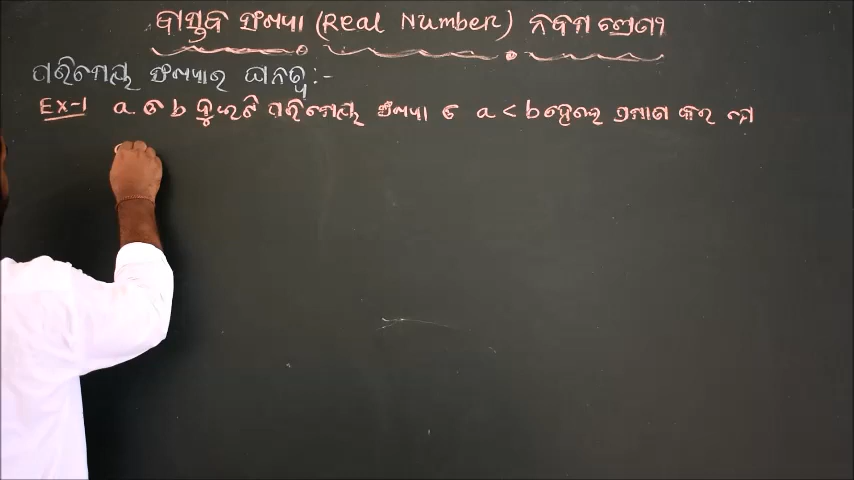 ବାସ୍ତବ ସଂଖ୍ୟା (Real Number) ନବମ ଶ୍ରେଣୀ
ପରିମେୟ ସଂଖ୍ୟାର ଘନତ୍ୱ :-
Ex-1 a ଓ b ଦୁଇଟି ପରିମେୟ ସଂଖ୍ୟା ଓ a < b ହେଲେ ପ୍ରମାଣ କର ଯେ